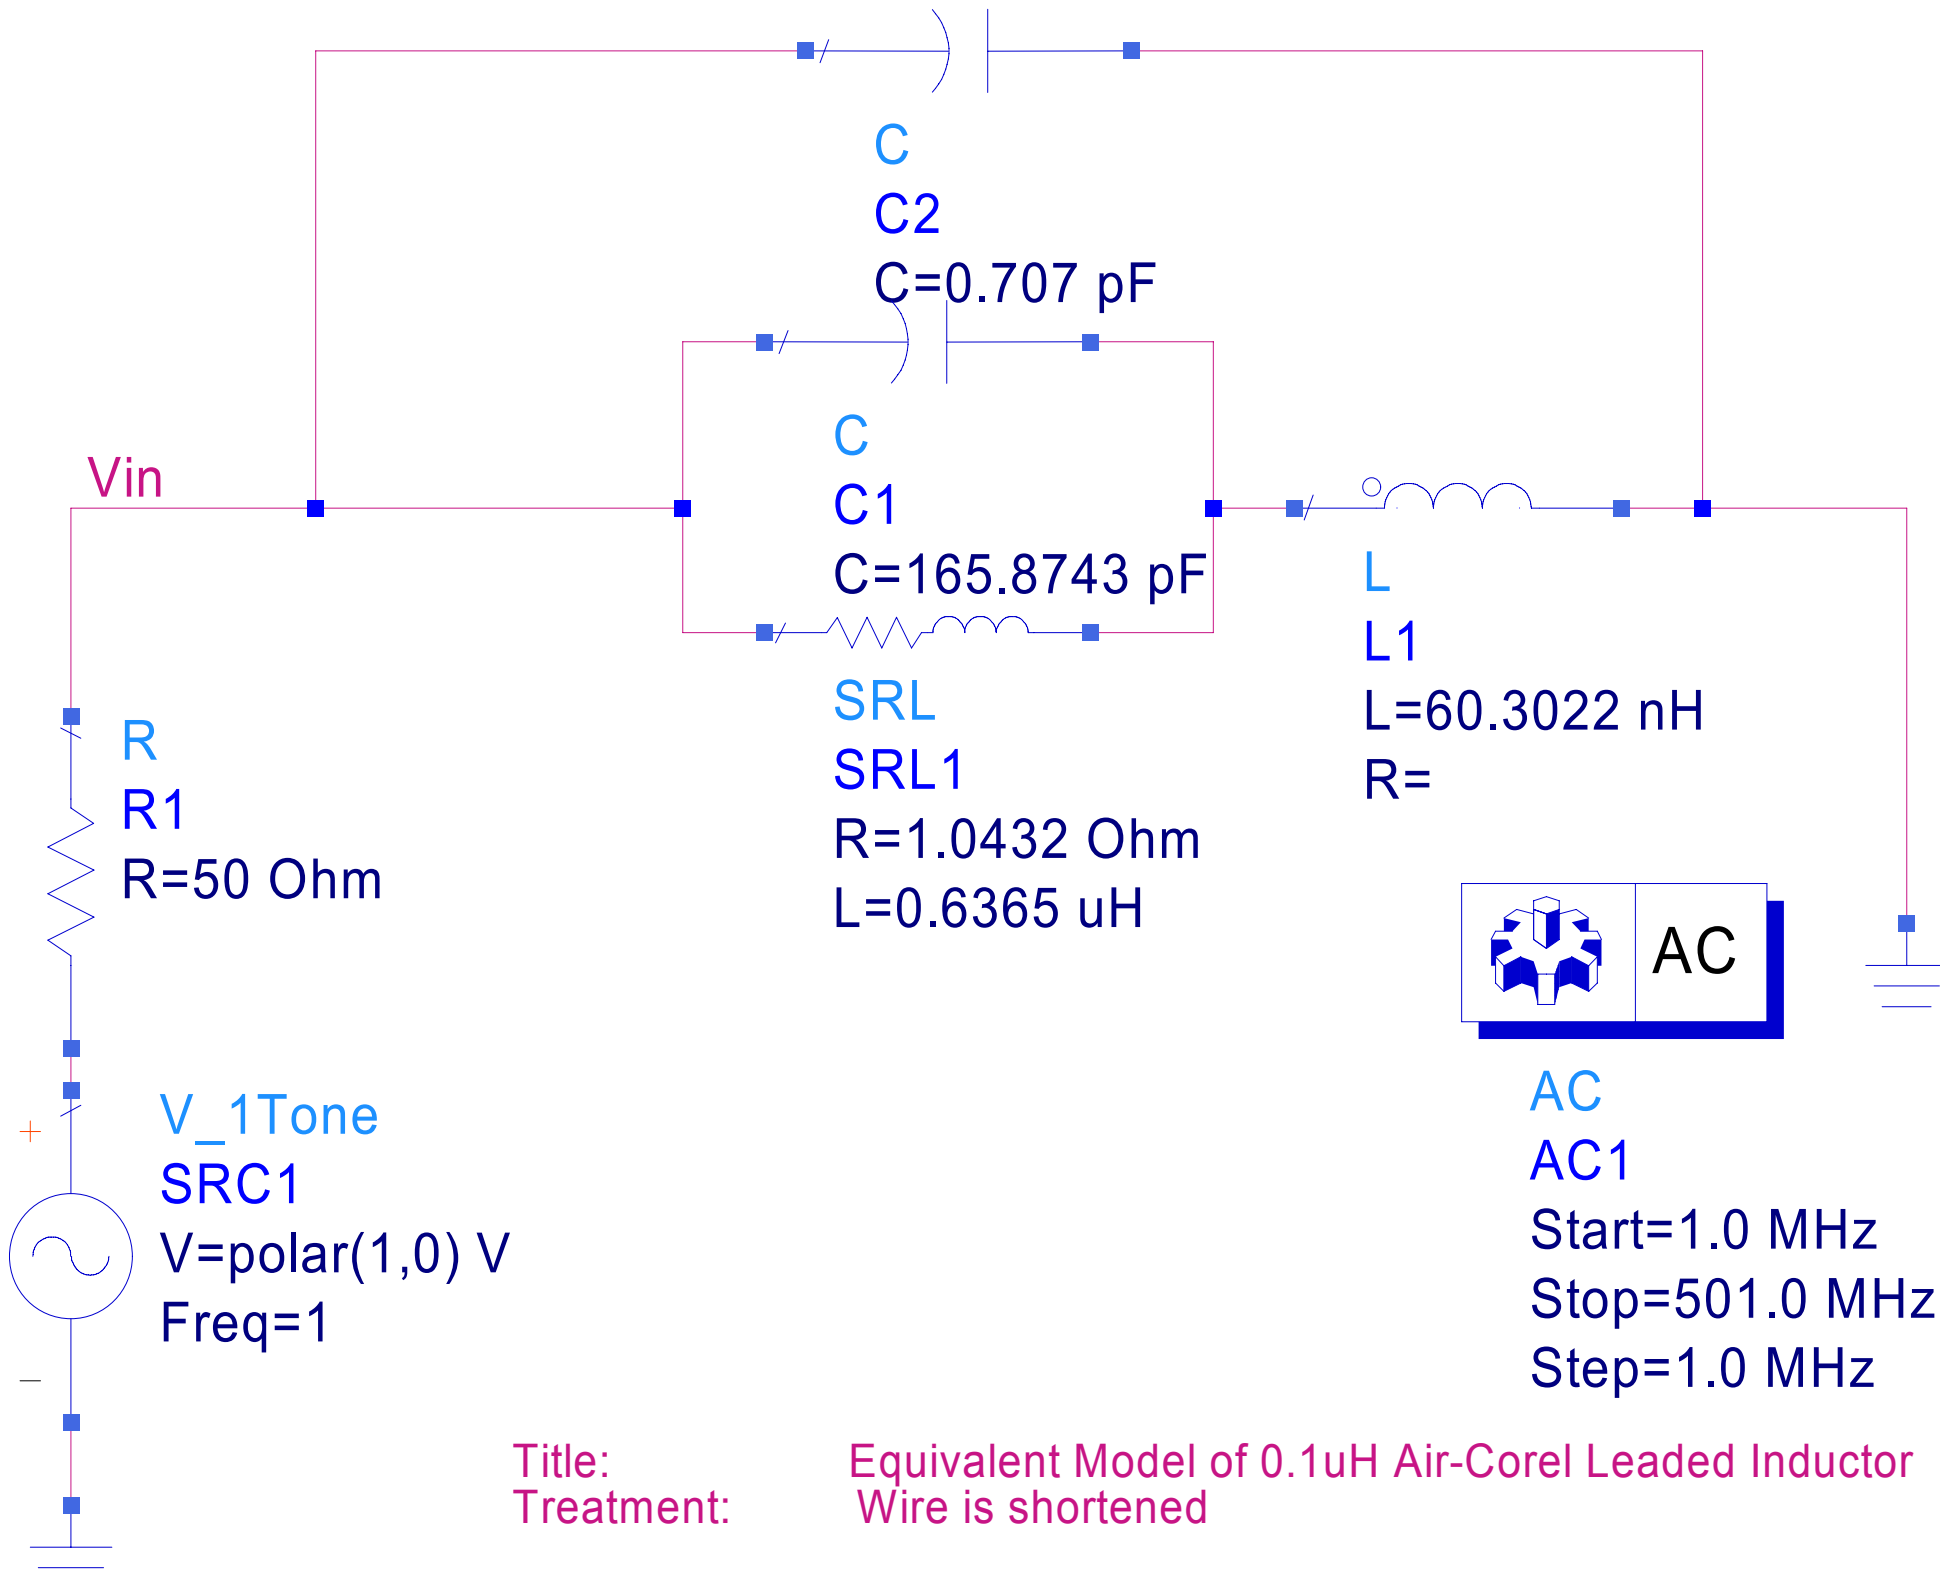 C
C2
C=0.707 pF
Vin
C
C1
C=165.8743 pF
L
L1
L=60.3022 nH
R=
SRL
SRL1
R=1.0432 Ohm
L=0.6365 uH
R
R1
R=50 Ohm
AC
V_1Tone
SRC1
V=polar(1,0) V
Freq=1
+
–
AC
AC1
Start=1.0 MHz
Stop=501.0 MHz
Step=1.0 MHz
Title: Equivalent Model of 0.1uH Air-Corel Leaded Inductor
Treatment: Wire is shortened